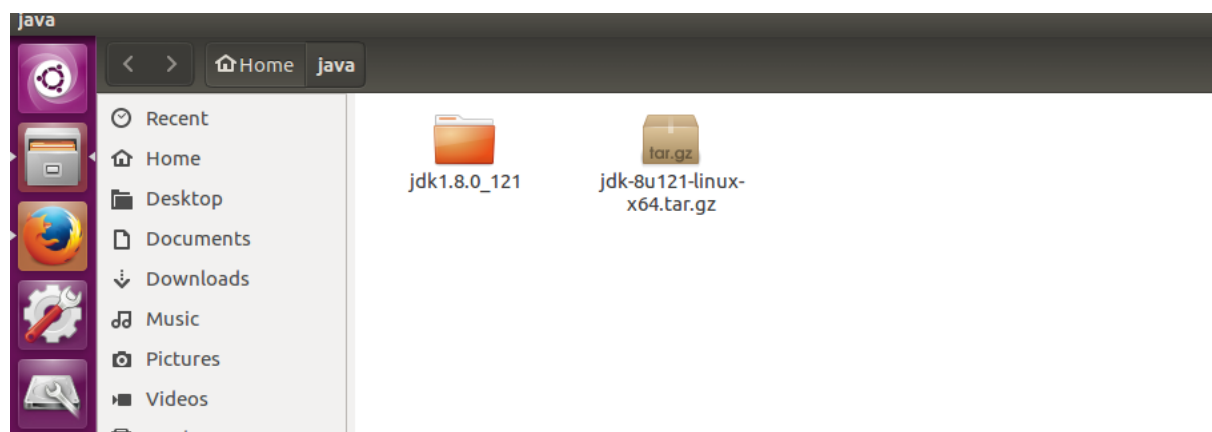 java
Home java
Recent
Home
Desktop
Documents
Downloads
Music
Pictures
Videos
tar.gz
jdk1.8.0_121
jdk-8u121-linux-
x64.tar.gz